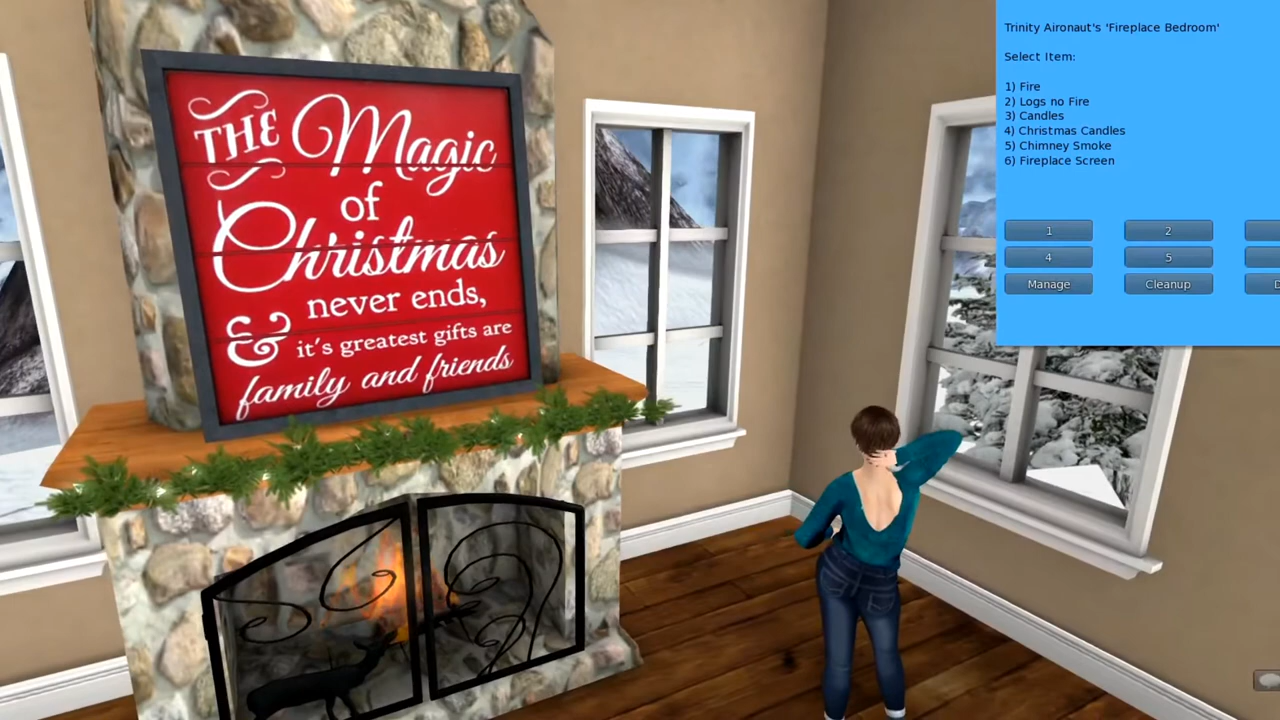 THE Magic
of
Christmas
never ends,
& it's greatest gifts are
family and friends
Trinity Aironaut's 'Fireplace Bedroom'
Select Item:
1) Fire
2) Logs no Fire
3) Candles
4) Christmas Candles
5) Chimney Smoke
6) Fireplace Screen
1 2
4 5
Manage Cleanup D